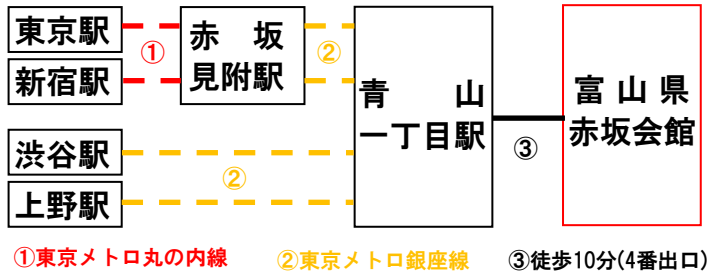 東京駅
新宿駅
①
赤 坂
見附駅
②
渋谷駅
上野駅
②
青 山
一丁目駅
③
富山県
赤坂会館
①東京メトロ丸の内線
②東京メトロ銀座線
③徒歩10分(4番出口)